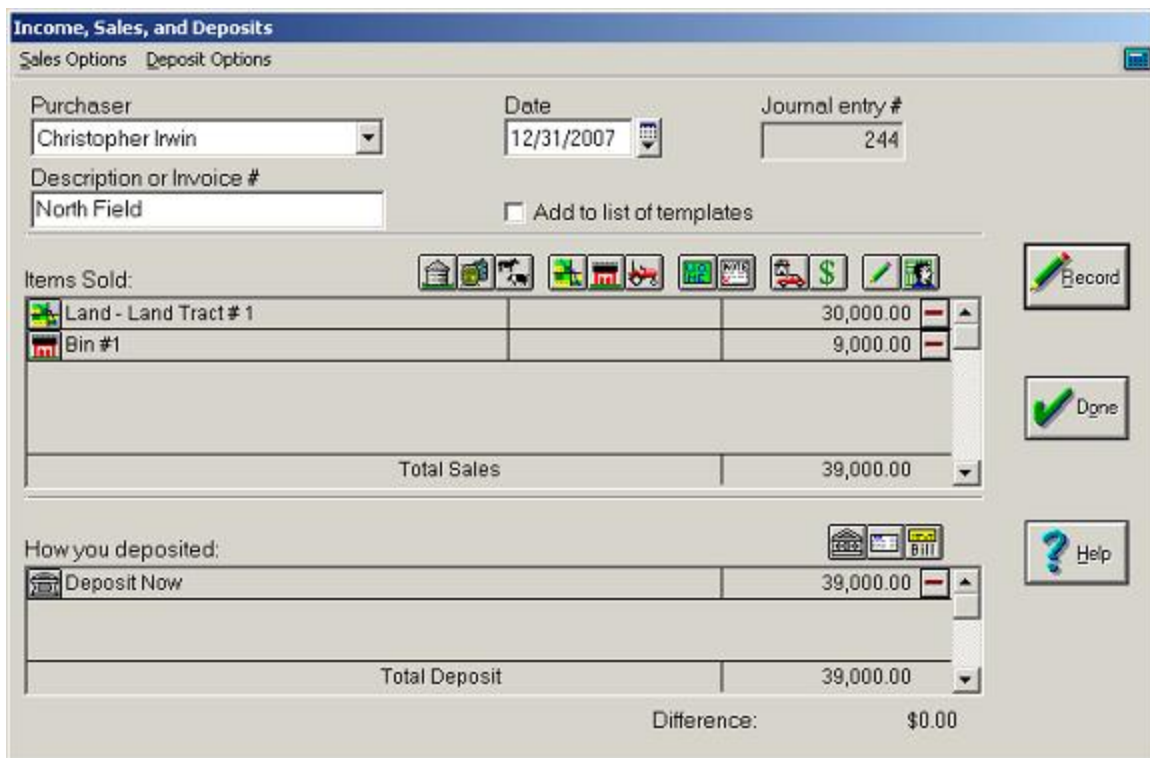 Income, Sales, and Deposits
Sales Options Deposit Options
Purchaser Date Journal entry #
Christopher Irwin 12/31/2007 244
Description or Invoice #
North Field Add to list of templates
Items Sold:
Record
Land - Land Tract # 1 30,000.00
Bin #1 9,000.00
Done
Total Sales 39,000.00
How you deposited: Bill
Help
Deposit Now 39,000.00
Total Deposit 39,000.00
Difference: $0.00